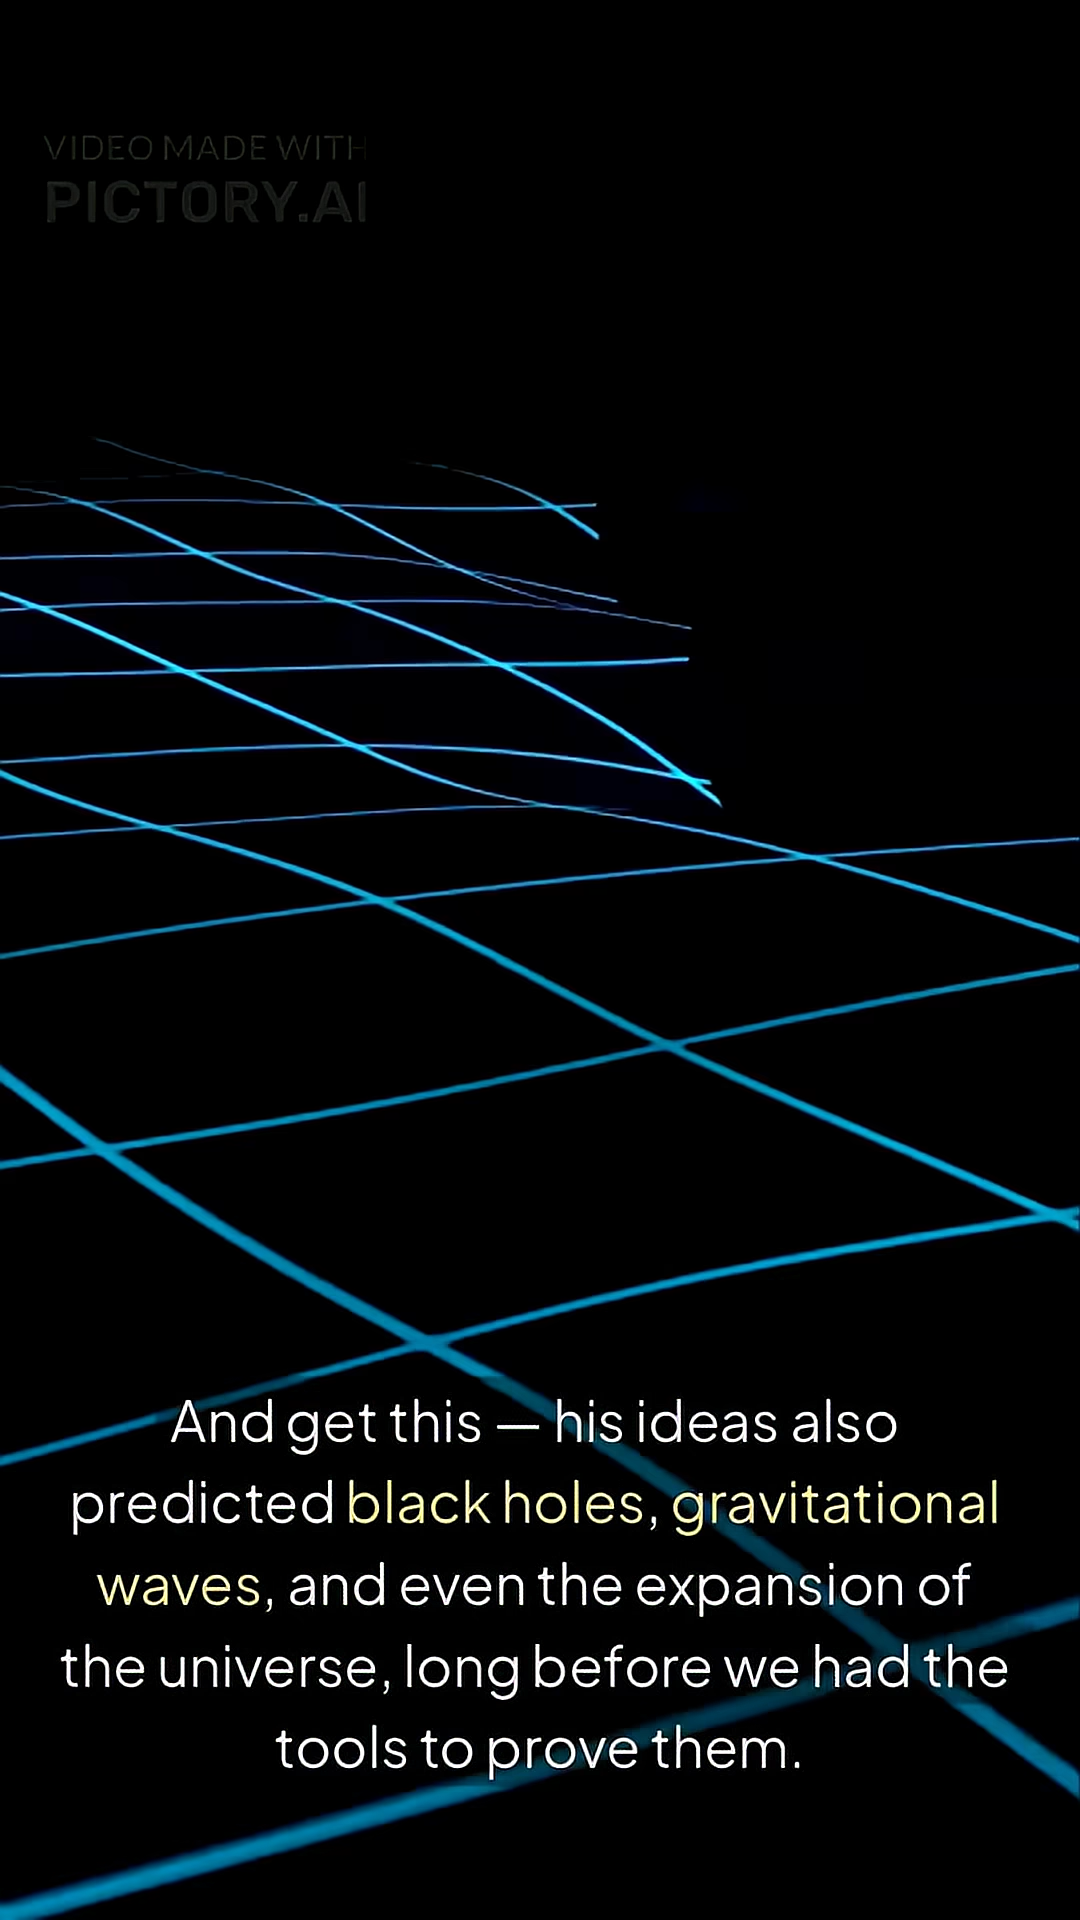 VIDEO MADE WITH
PICTORY.AI
And get this — his ideas also
predicted black holes, gravitational
waves, and even the expansion of
the universe, long before we had the
tools to prove them.